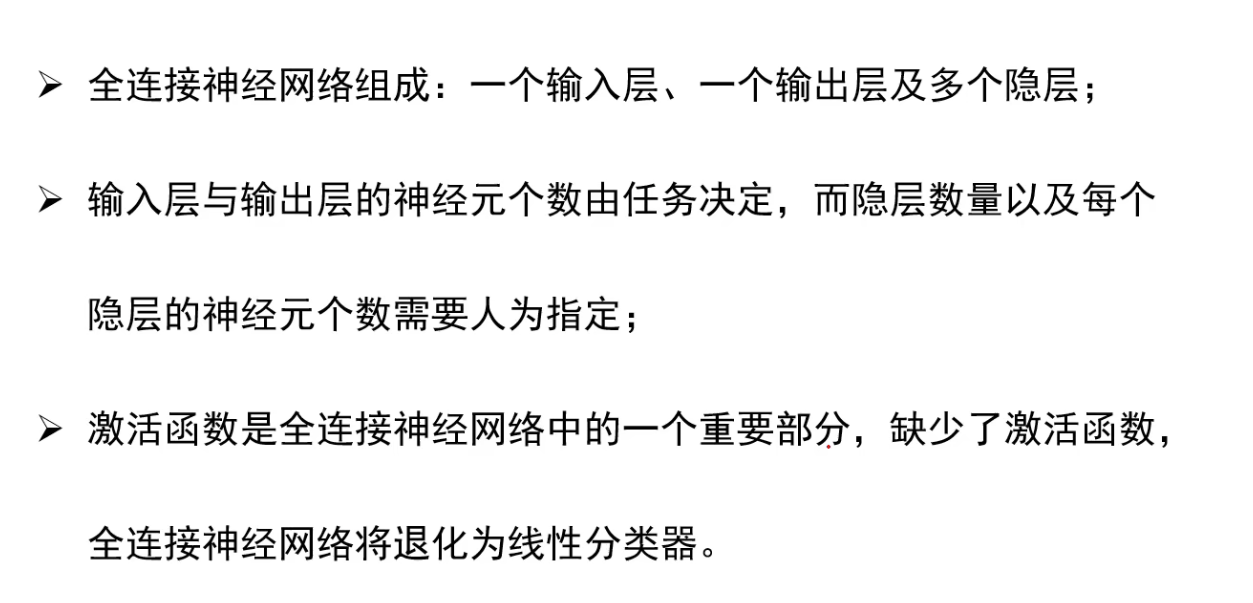 ➢ 全连接神经网络组成：一个输入层、一个输出层及多个隐层；
➢ 输入层与输出层的神经元个数由任务决定，而隐层数量以及每个
隐层的神经元个数需要人为指定；
➢ 激活函数是全连接神经网络中的一个重要部分，缺少了激活函数，
全连接神经网络将退化为线性分类器。